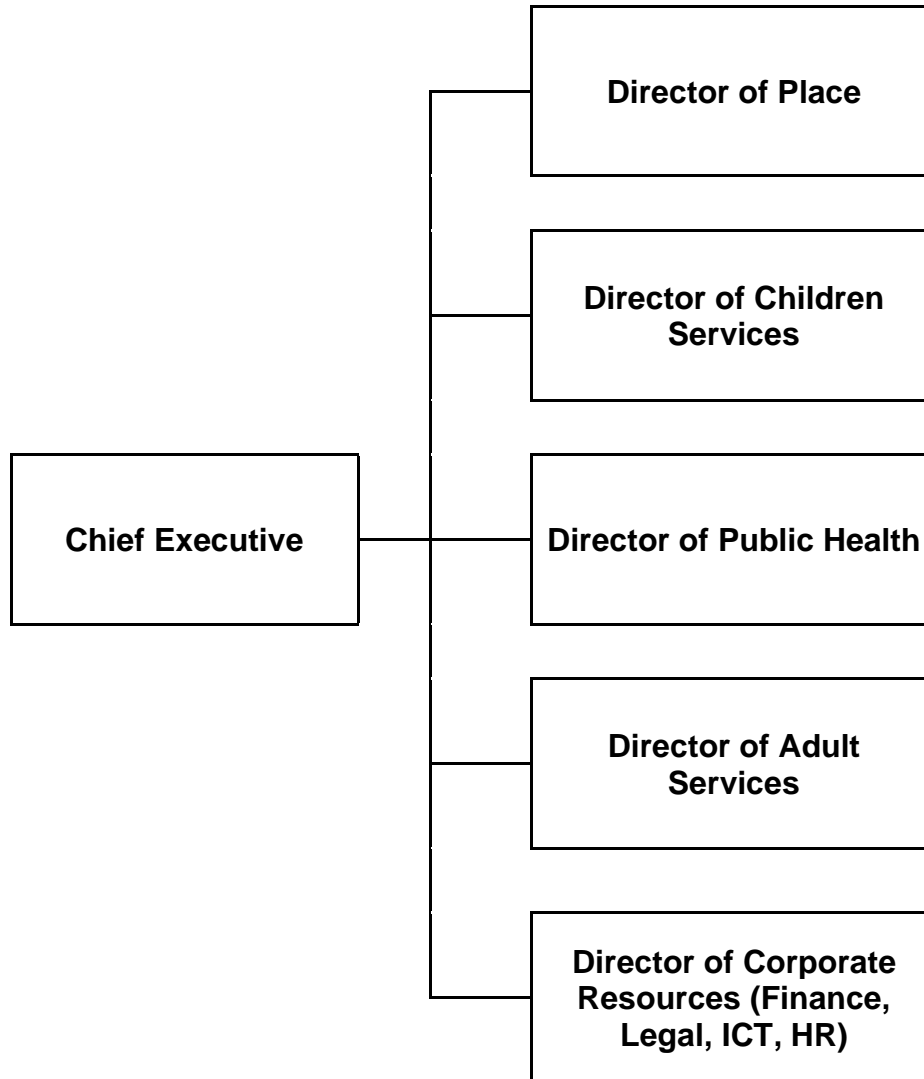 Director of Place
Director of Children
Services
Chief Executive
Director of Public Health
Director of Adult
Services
Director of Corporate
Resources (Finance,
Legal, ICT, HR)